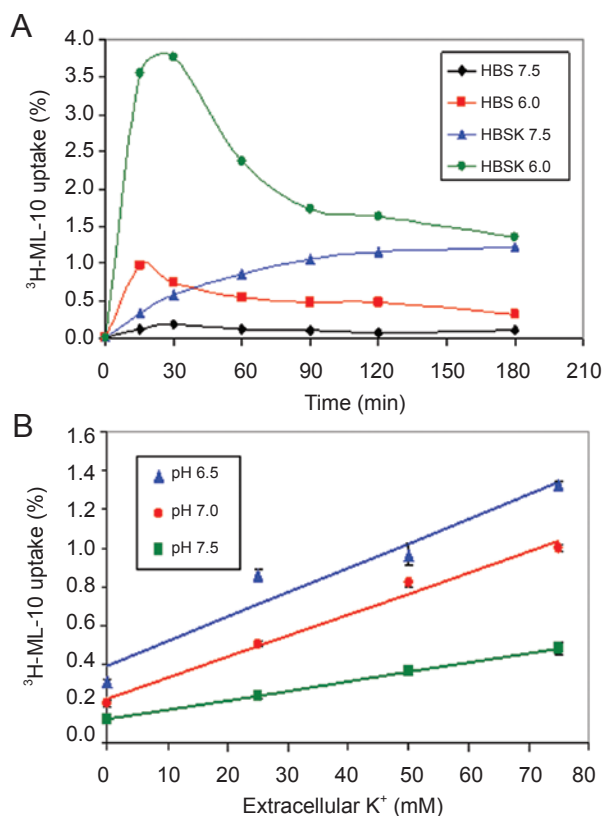 A
4.0
3.5
3.0
2.5
2.0
1.5
1.0
0.5
0.0
³H-ML-10 uptake (%)
HBS 7.5
HBS 6.0
HBSK 7.5
HBSK 6.0
0 30 60 90 120 150 180 210
Time (min)
B
1.6
1.4
1.2
1.0
0.8
0.6
0.4
0.2
0.0
³H-ML-10 uptake (%)
pH 6.5
pH 7.0
pH 7.5
0 10 20 30 40 50 60 70 80
Extracellular K⁺ (mM)